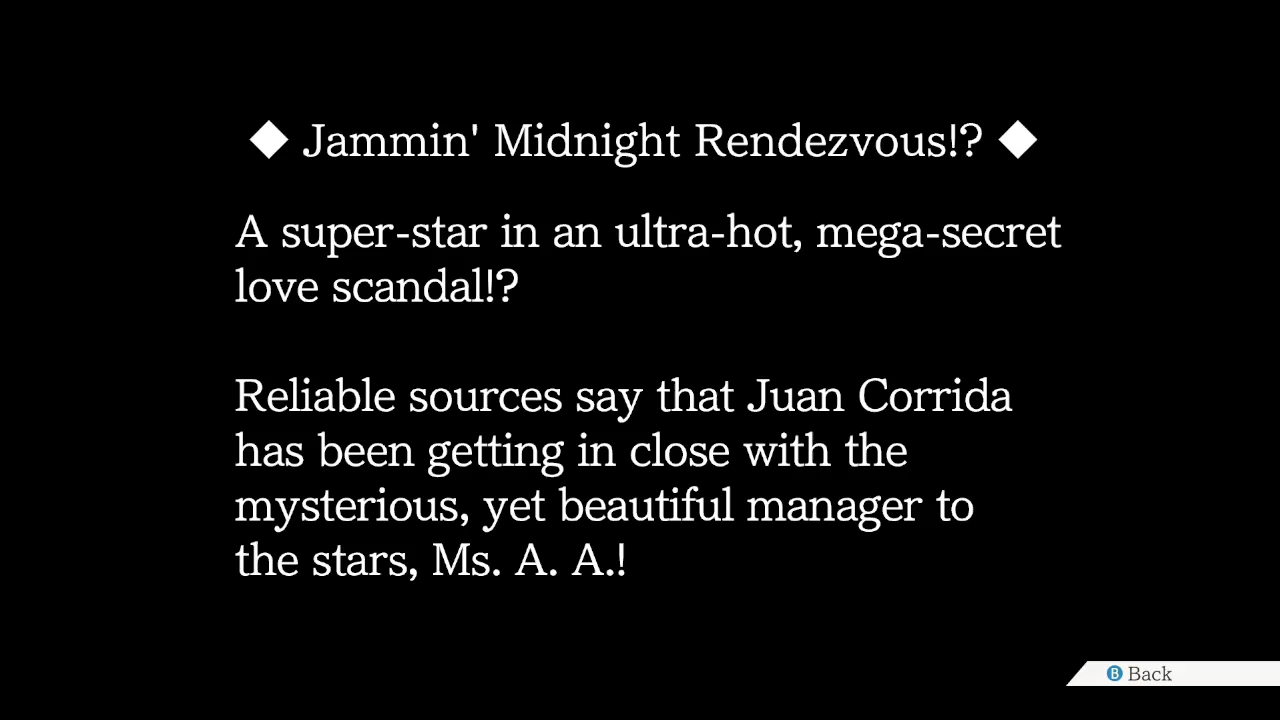 ◆ Jammin' Midnight Rendezvous!? ◆
A super-star in an ultra-hot, mega-secret
love scandal!?
Reliable sources say that Juan Corrida
has been getting in close with the
mysterious, yet beautiful manager to
the stars, Ms. A. A.!
B Back